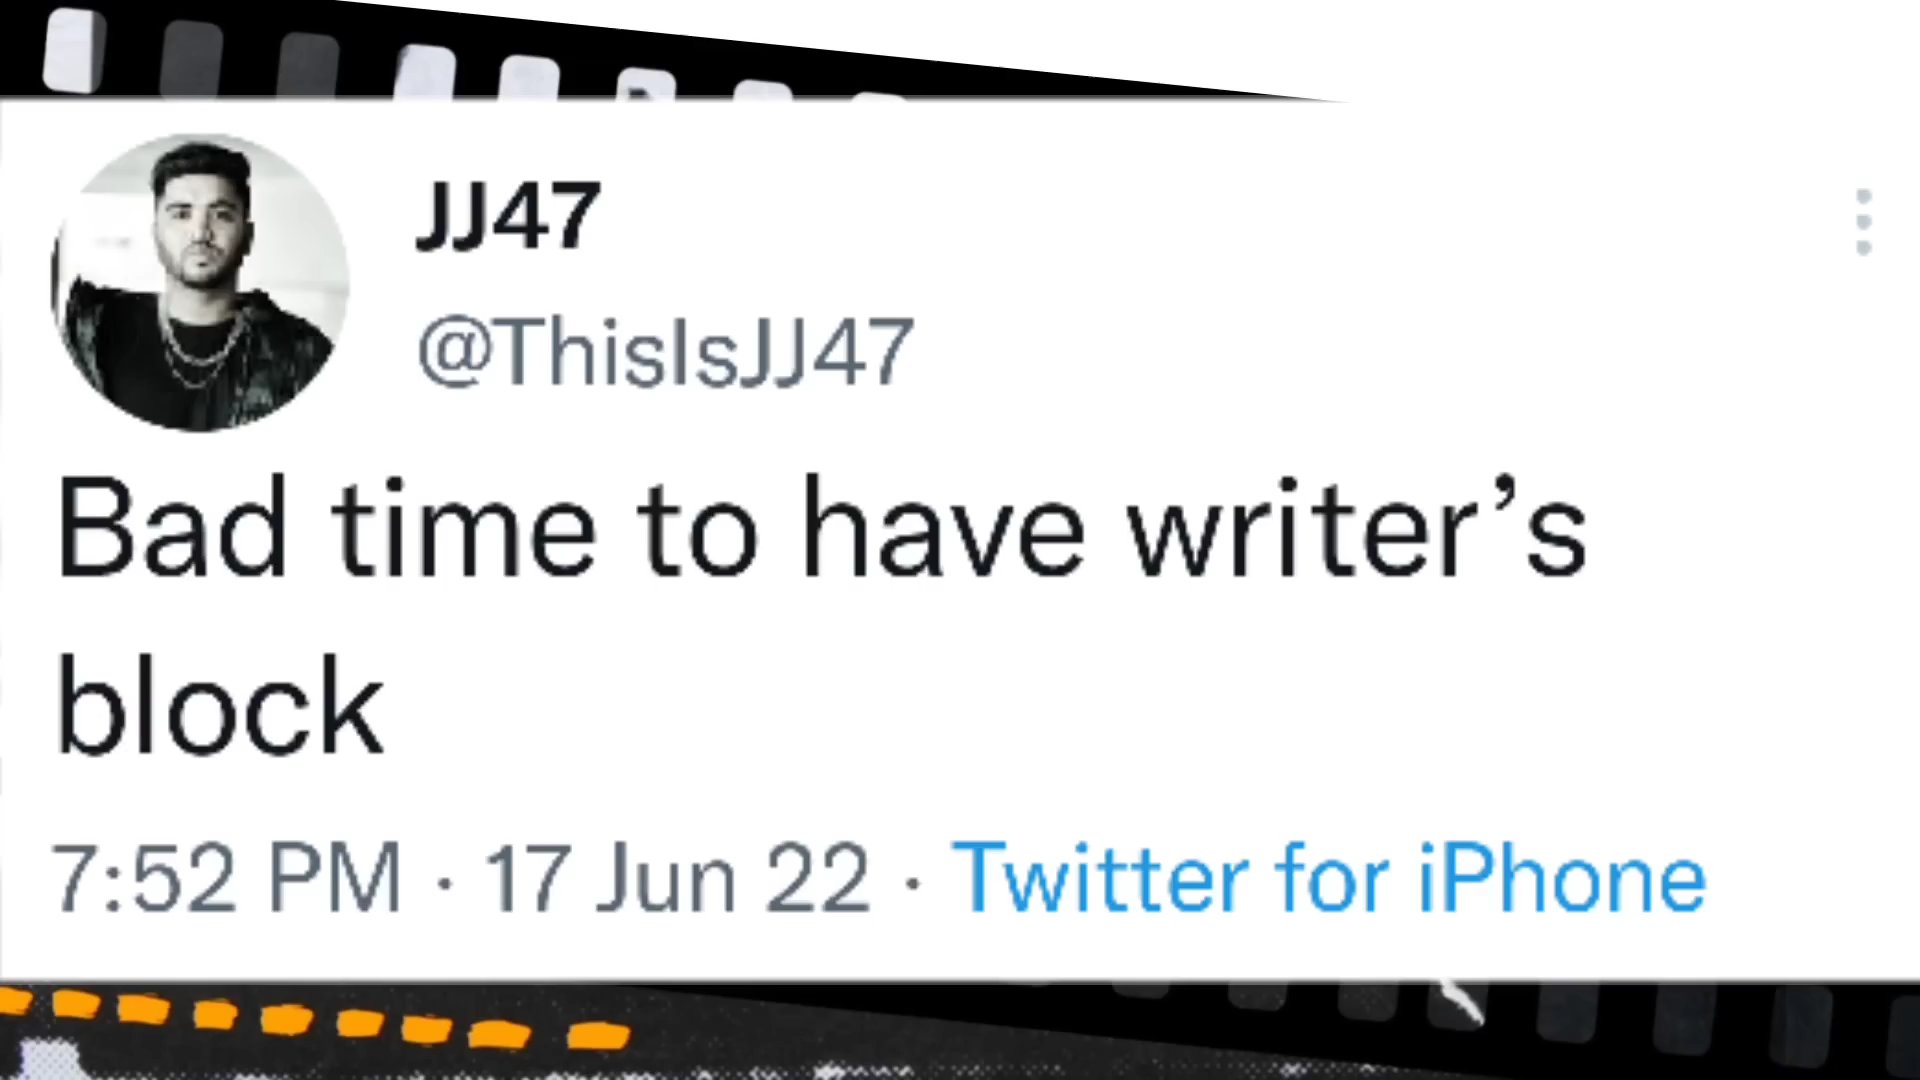 JJ47
@ThisIsJJ47
Bad time to have writer’s
block
7:52 PM · 17 Jun 22 · Twitter for iPhone